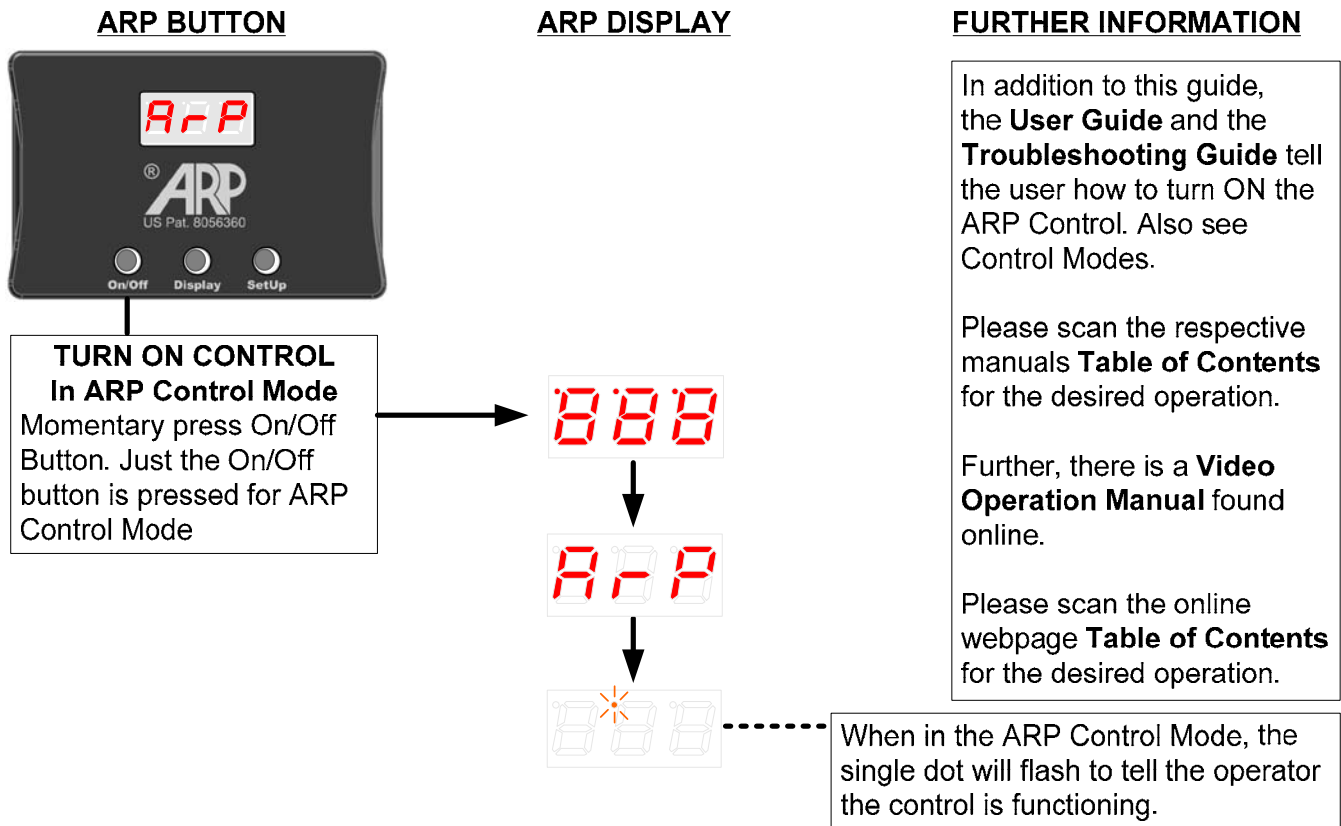 ARP BUTTON
ARP DISPLAY
FURTHER INFORMATION
ArP
® ARP
US Pat. 8056360
On/Off Display SetUp
TURN ON CONTROL
In ARP Control Mode
Momentary press On/Off
Button. Just the On/Off
button is pressed for ARP
Control Mode
888
ArP
In addition to this guide,
the User Guide and the
Troubleshooting Guide tell
the user how to turn ON the
ARP Control. Also see
Control Modes.
Please scan the respective
manuals Table of Contents
for the desired operation.
Further, there is a Video
Operation Manual found
online.
Please scan the online
webpage Table of Contents
for the desired operation.
When in the ARP Control Mode, the
single dot will flash to tell the operator
the control is functioning.